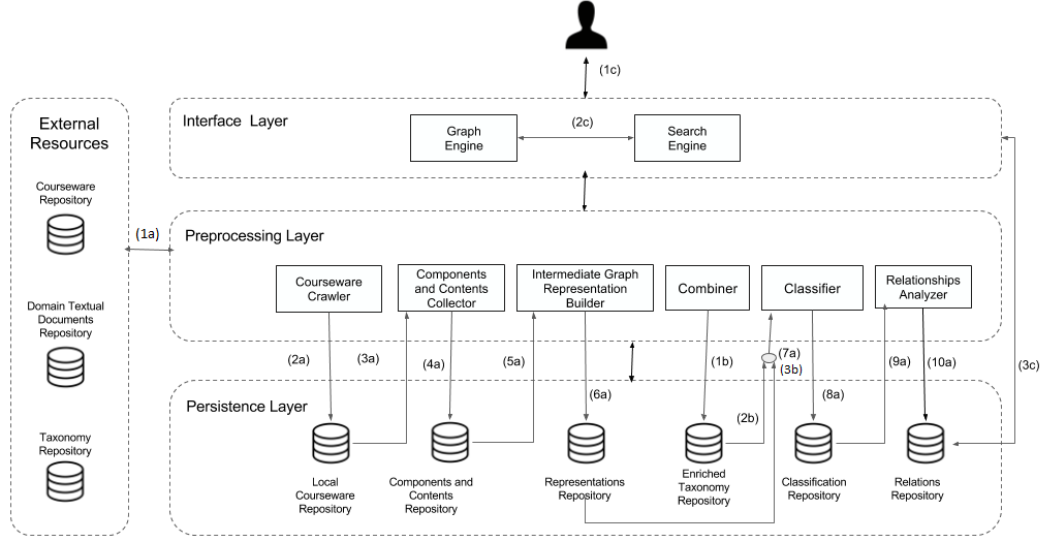 (1c)
External
Resources
Courseware
Repository
Domain Textual
Documents
Repository
Taxonomy
Repository
(1a)
Interface Layer
Graph
Engine
(2c)
Search
Engine
Preprocessing Layer
Courseware
Crawler
Components
and Contents
Collector
Intermediate Graph
Representation
Builder
Combiner
Classifier
Relationships
Analyzer
(2a)
(3a)
(4a)
(5a)
(6a)
(1b)
(2b)
(7a)
(3b)
(8a)
(9a)
(10a)
(3c)
Persistence Layer
Local
Courseware
Repository
Components and
Contents
Repository
Representations
Repository
Enriched
Taxonomy
Repository
Classification
Repository
Relations
Repository